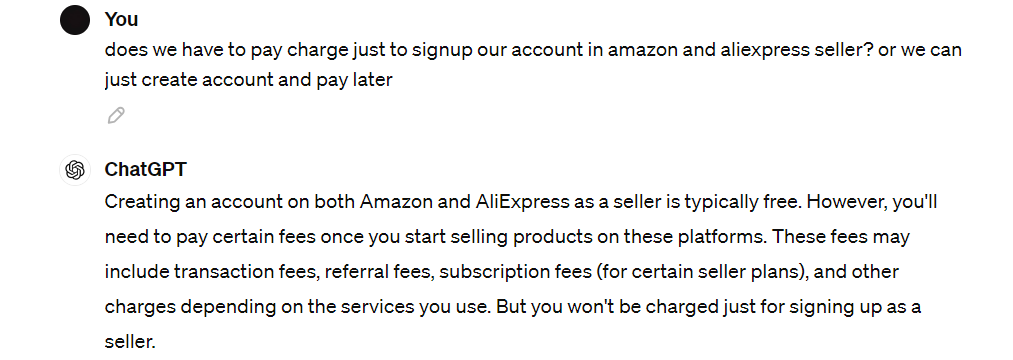 You
does we have to pay charge just to signup our account in amazon and aliexpress seller? or we can
just create account and pay later
ChatGPT
Creating an account on both Amazon and AliExpress as a seller is typically free. However, you'll
need to pay certain fees once you start selling products on these platforms. These fees may
include transaction fees, referral fees, subscription fees (for certain seller plans), and other
charges depending on the services you use. But you won't be charged just for signing up as a
seller.